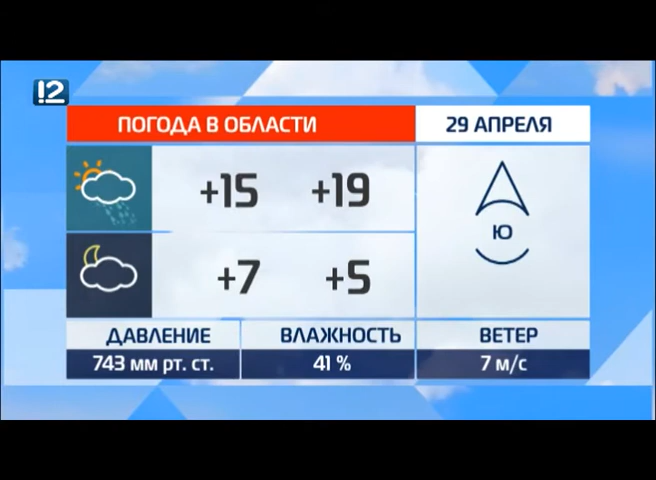 12
ПОГОДА В ОБЛАСТИ
29 АПРЕЛЯ
+15 +19
Ю
+7 +5
ДАВЛЕНИЕ
ВЛАЖНОСТЬ
ВЕТЕР
743 мм рт. ст.
41 %
7 м/с